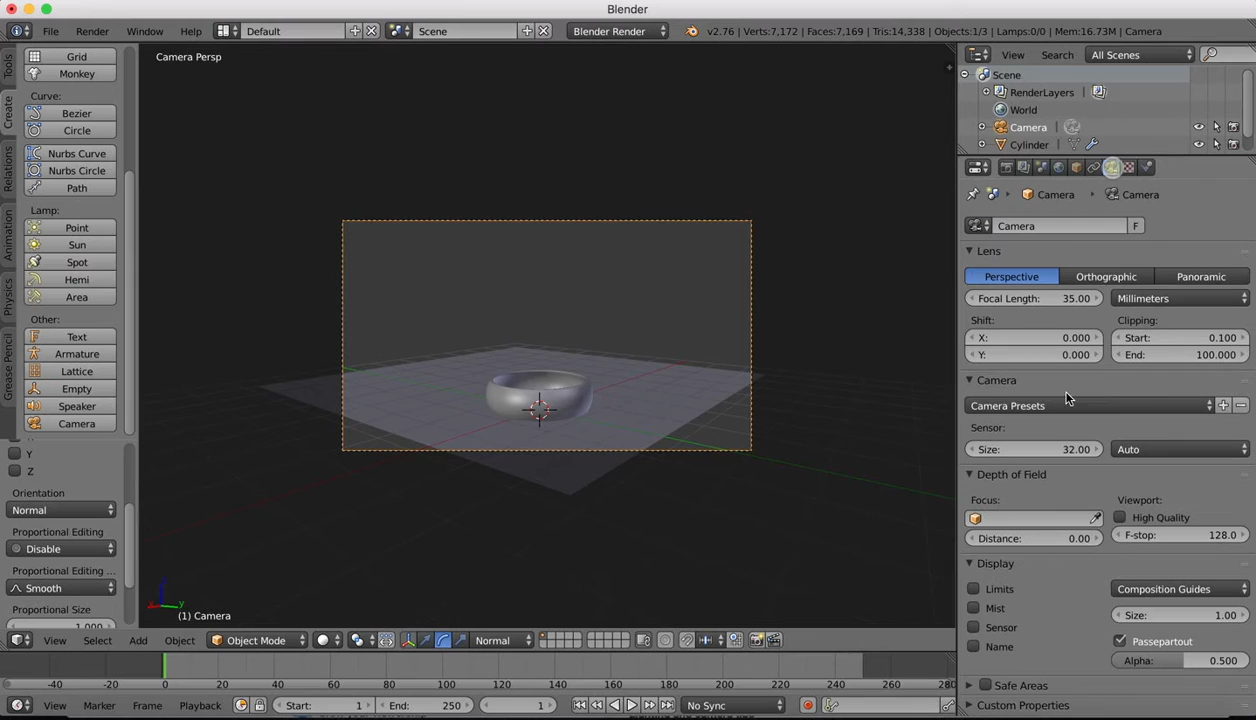 Blender
File Render Window Help Default Scene Blender Render v2.76 | Verts:7,172 | Faces:7,169 | Tris:14,338 | Objects:1/3 | Lamps:0/0 | Mem:16.73M | Camera
Tools
Create
Relations
Animation
Physics
Grease Pencil
Grid
Monkey
Curve:
Bezier
Circle
Nurbs Curve
Nurbs Circle
Path
Lamp:
Point
Sun
Spot
Hemi
Area
Other:
Text
Armature
Lattice
Empty
Speaker
Camera
Y
Z
Orientation
Normal
Proportional Editing
Disable
Proportional Editing ...
Smooth
Proportional Size
1.000
Camera Persp
(1) Camera
View Select Add Object Object Mode Normal
-40 -20 0 20 40 60 80 100 120 140 160 180 200 220 240 260 280
View Marker Frame Playback Start: 1 End: 250 1 No Sync
View Search All Scenes
Scene
RenderLayers |
World
Camera |
Cylinder |
Camera Camera
Camera F
Lens
Perspective Orthographic Panoramic
Focal Length: 35.00 Millimeters
Shift: Clipping:
X: 0.000 Start: 0.100
Y: 0.000 End: 100.000
Camera
Camera Presets
Sensor:
Size: 32.00 Auto
Depth of Field
Focus: Viewport:
High Quality
Distance: 0.00 F-stop: 128.0
Display
Limits Composition Guides
Mist Size: 1.00
Sensor Passepartout
Name Alpha: 0.500
Safe Areas
Custom Properties